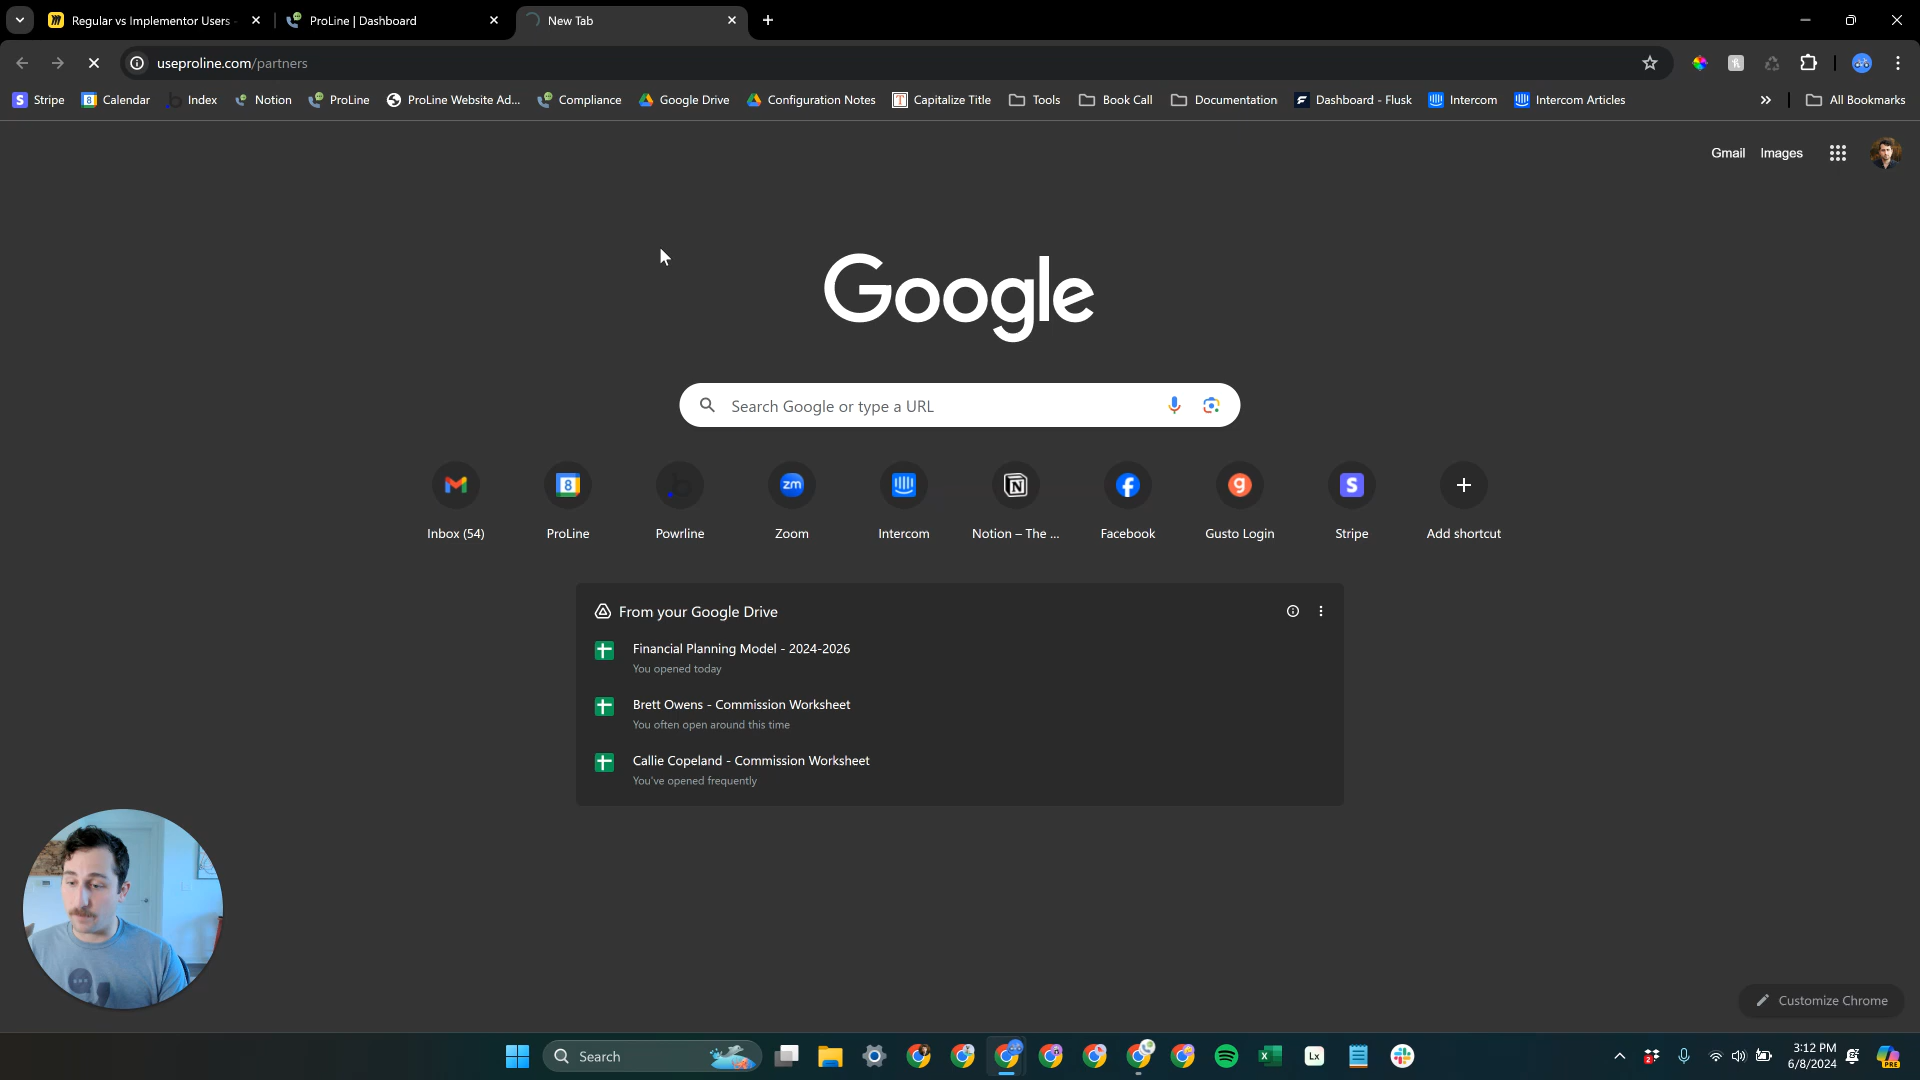 Regular vs Implementor Users
ProLine | Dashboard
New Tab
useproline.com/partners
Stripe
Calendar
Index
Notion
ProLine
ProLine Website Ad...
Compliance
Google Drive
Configuration Notes
Capitalize Title
Tools
Book Call
Documentation
Dashboard - Flusk
Intercom
Intercom Articles
All Bookmarks
Gmail
Images
Google
Search Google or type a URL
Inbox (54)
ProLine
Powrline
Zoom
Intercom
Notion – The ...
Facebook
Gusto Login
Stripe
Add shortcut
From your Google Drive
Financial Planning Model - 2024-2026
You opened today
Brett Owens - Commission Worksheet
You often open around this time
Callie Copeland - Commission Worksheet
You've opened frequently
Customize Chrome
Search
3:12 PM
6/8/2024